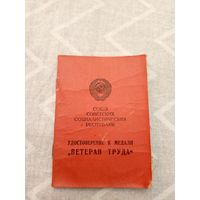 СОЮЗ
СОВЕТСКИХ
СОЦИАЛИСТИЧЕСКИХ
РЕСПУБЛИК
УДОСТОВЕРЕНИЕ К МЕДАЛИ
„ВЕТЕРАН ТРУДА“